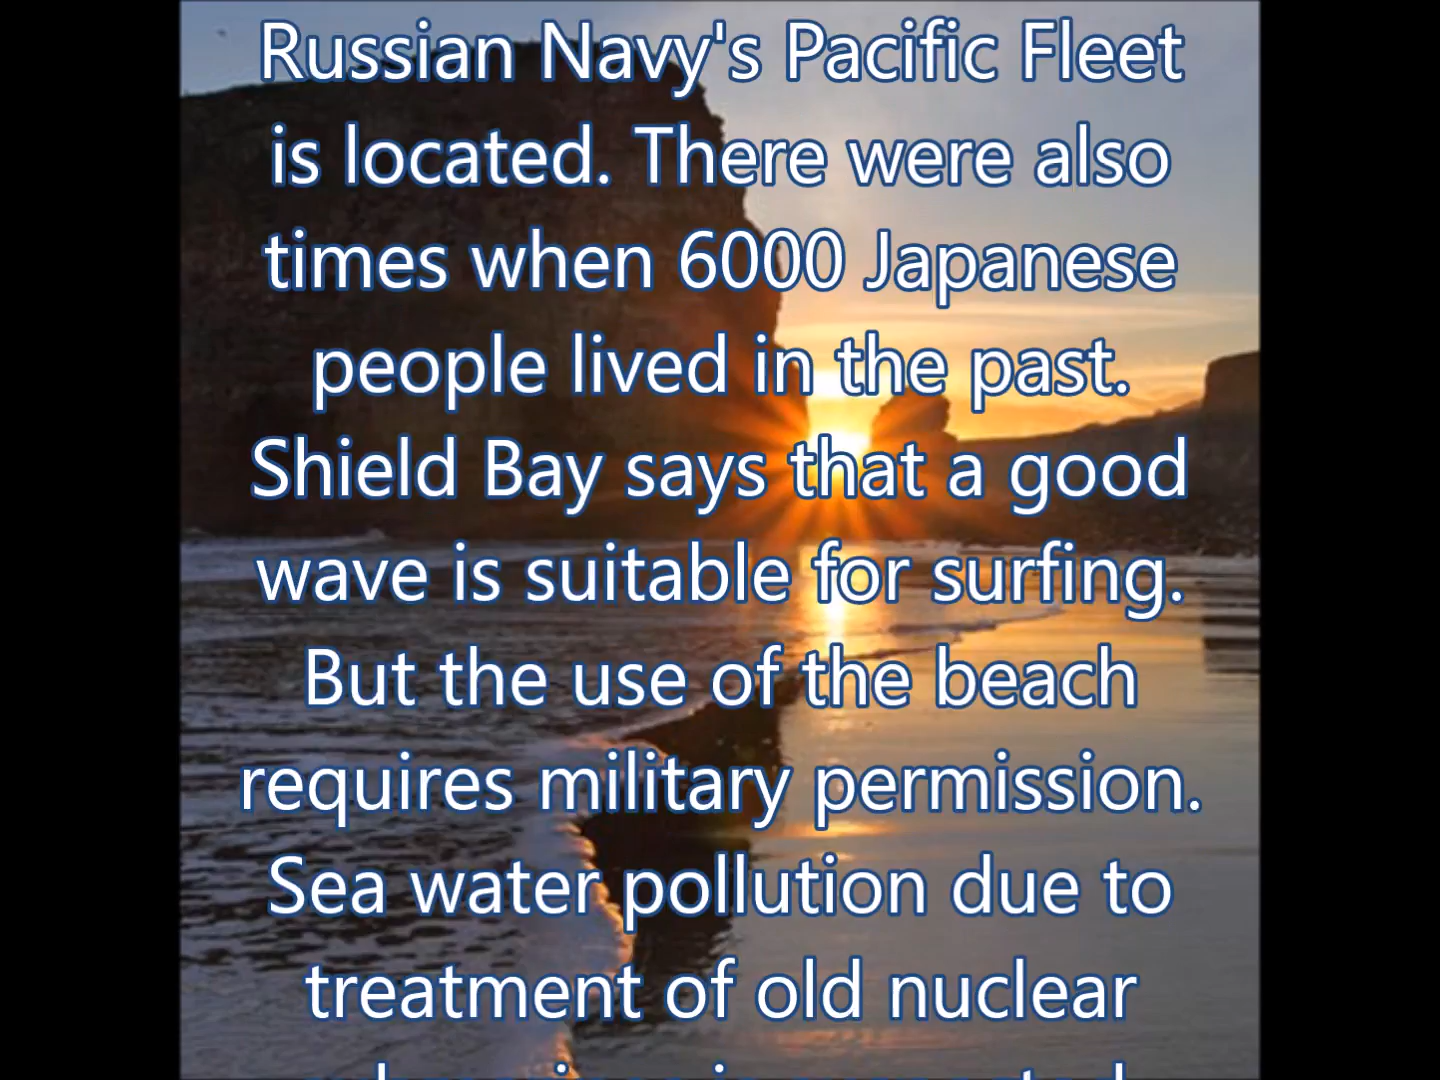 Russian Navy's Pacific Fleet
is located. There were also
times when 6000 Japanese
people lived in the past.
Shield Bay says that a good
wave is suitable for surfing.
But the use of the beach
requires military permission.
Sea water pollution due to
treatment of old nuclear